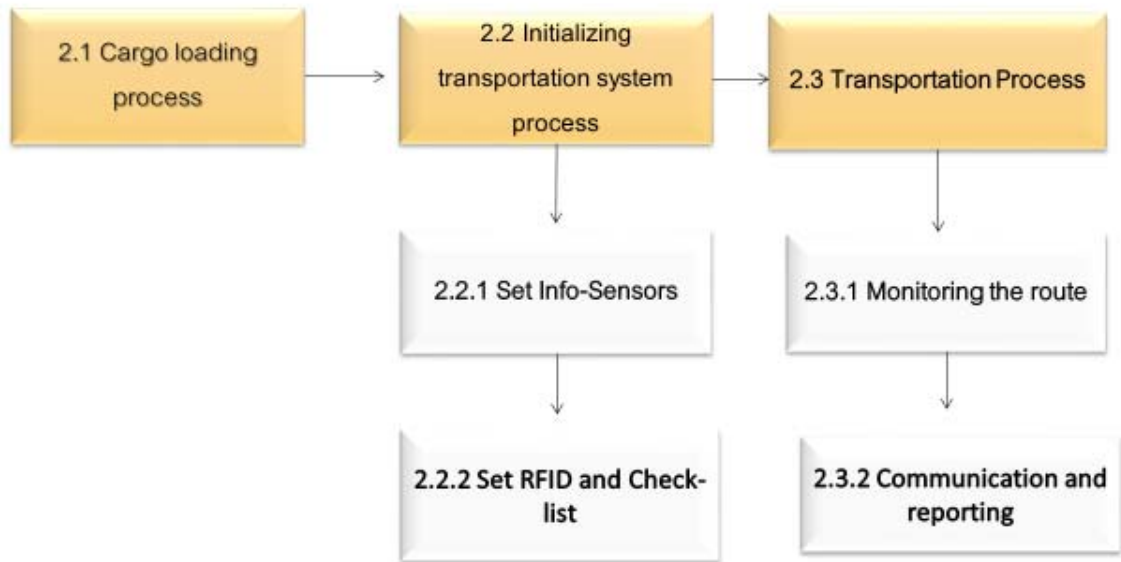 2.1 Cargo loading
process
2.2 Initializing
transportation system
process
2.3 Transportation Process
2.2.1 Set Info-Sensors
2.3.1 Monitoring the route
2.2.2 Set RFID and Check-
list
2.3.2 Communication and
reporting